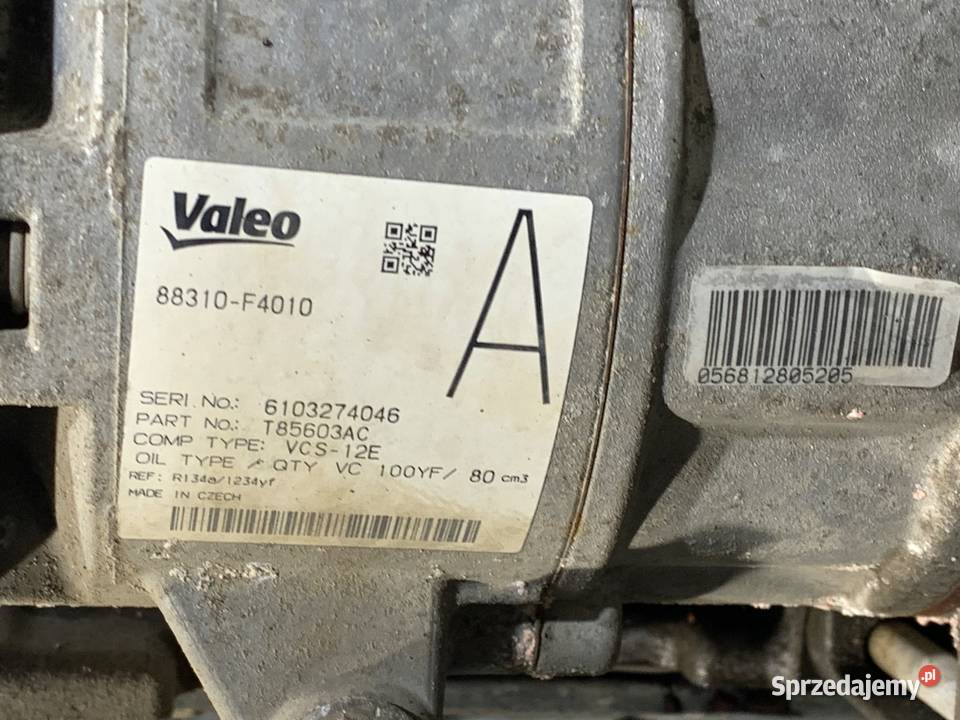 Valeo
88310-F4010
A
SERI.No.: 6103274046
PART No.: T85603AC
COMP TYPE: VCS-12E
OIL TYPE / QTY VC 100YF/ 80 cm3
REF: R134a/1234yf
MADE IN CZECH
056812805205
Sprzedajemy.pl